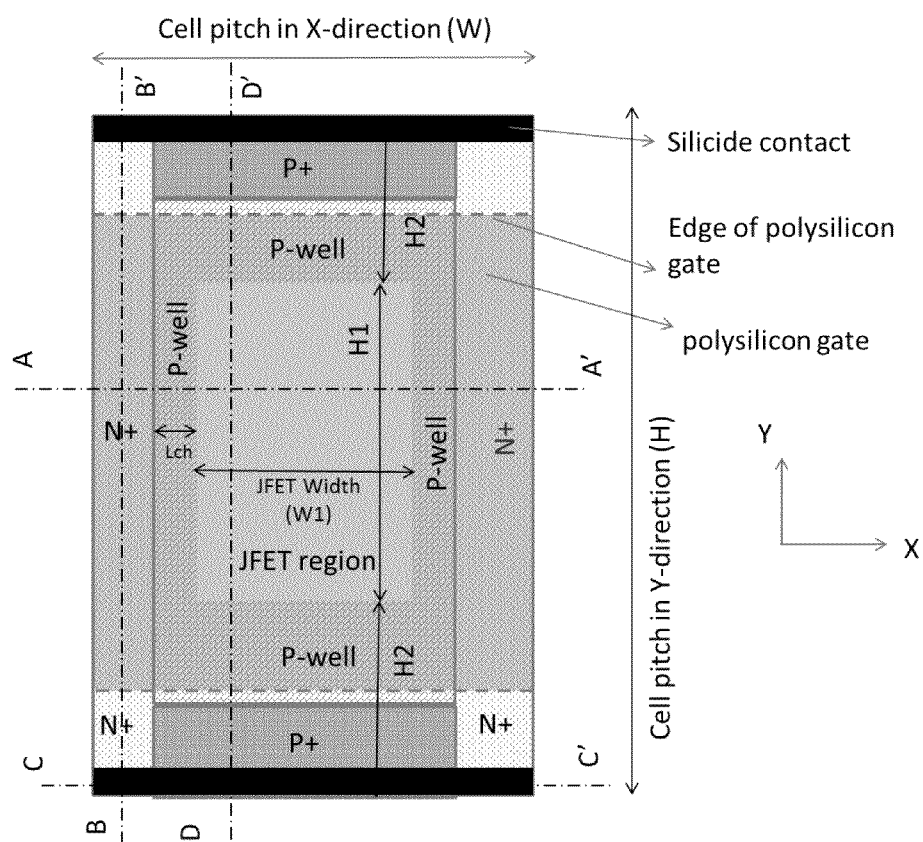 Cell pitch in X-direction (W)
B'
D'
Silicide contact
P+
H2
Edge of polysilicon
gate
P-well
P-well
H1
polysilicon gate
A
A'
N+
Lch
P-well
N+
JFET Width
(W1)
Y
X
JFET region
Cell pitch in Y-direction (H)
P-well
H2
N+
P+
N+
C
C'
B
D